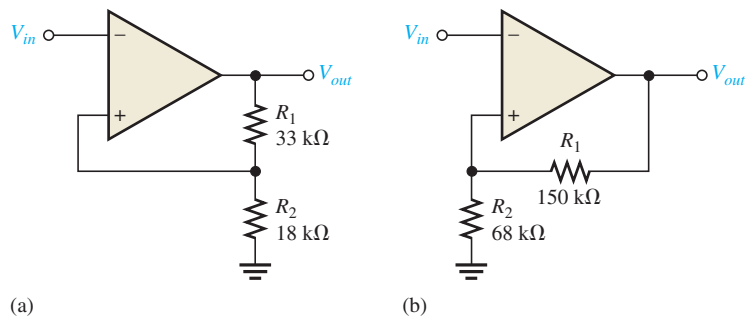 V_in
−
+
V_out
R_1
33 kΩ
R_2
18 kΩ
(a)
V_in
−
+
V_out
R_1
150 kΩ
R_2
68 kΩ
(b)